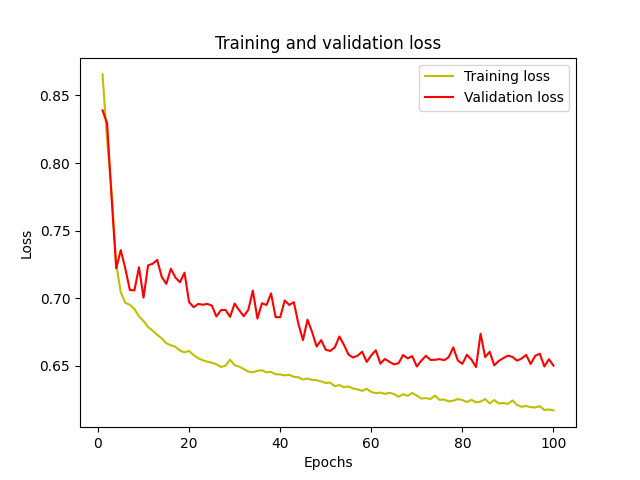 Training and validation loss
Training loss
Validation loss
0.85
0.80
0.75
0.70
0.65
Loss
0
20
40
60
80
100
Epochs